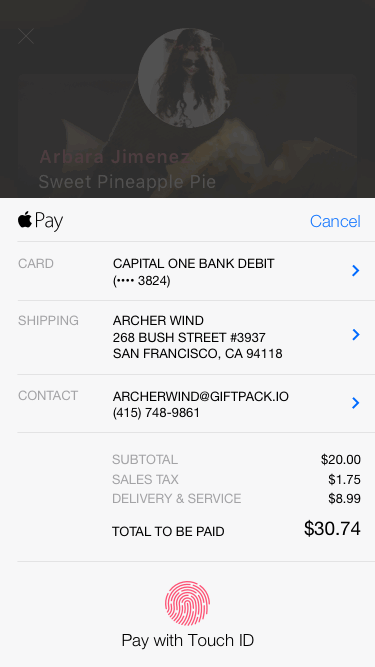 Arbara Jimenez
Sweet Pineapple Pie
Pay
Cancel
CARD
CAPITAL ONE BANK DEBIT
(•••• 3824)
SHIPPING
ARCHER WIND
268 BUSH STREET #3937
SAN FRANCISCO, CA 94118
CONTACT
ARCHERWIND@GIFTPACK.IO
(415) 748-9861
SUBTOTAL $20.00
SALES TAX $1.75
DELIVERY & SERVICE $8.99
TOTAL TO BE PAID $30.74
Pay with Touch ID